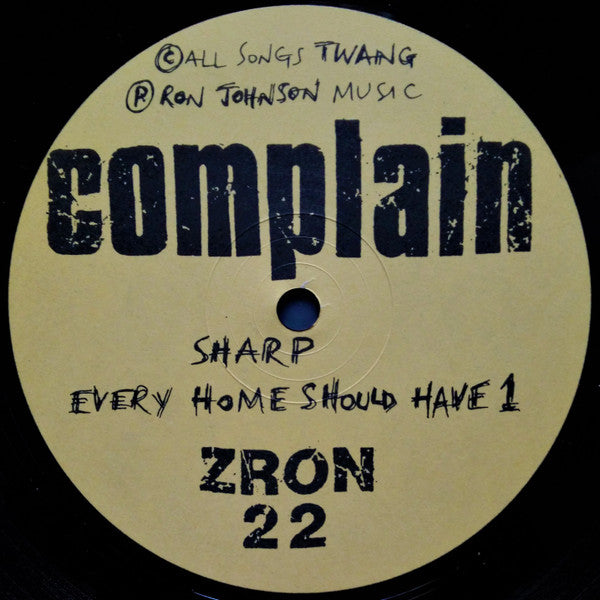 ©ALL SONGS TWANG
℗ RON JOHNSON MUSIC
complain
SHARP
EVERY HOME SHOULD HAVE 1
ZRON
22